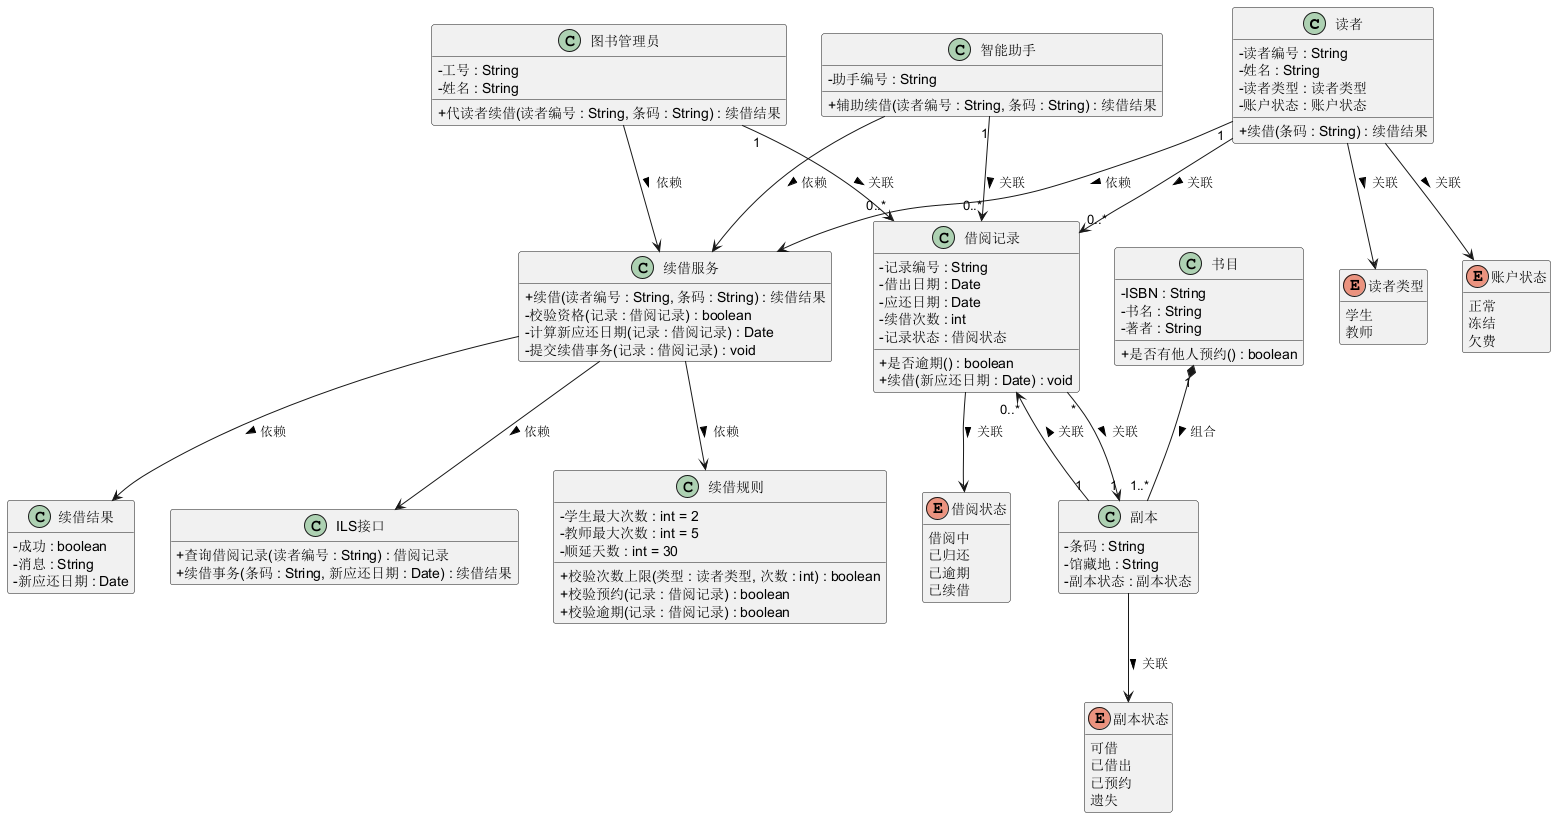 C 图书管理员
-工号 : String
-姓名 : String
+代读者续借(读者编号 : String, 条码 : String) : 续借结果
C 智能助手
-助手编号 : String
+辅助续借(读者编号 : String, 条码 : String) : 续借结果
C 读者
-读者编号 : String
-姓名 : String
-读者类型 : 读者类型
-账户状态 : 账户状态
+续借(条码 : String) : 续借结果
1
1
1
依赖
关联
依赖
关联
依赖
关联
关联
关联
0..*
0..*
0..*
C 续借服务
+续借(读者编号 : String, 条码 : String) : 续借结果
-校验资格(记录 : 借阅记录) : boolean
-计算新应还日期(记录 : 借阅记录) : Date
-提交续借事务(记录 : 借阅记录) : void
C 借阅记录
-记录编号 : String
-借出日期 : Date
-应还日期 : Date
-续借次数 : int
-记录状态 : 借阅状态
+是否逾期() : boolean
+续借(新应还日期 : Date) : void
C 书目
-ISBN : String
-书名 : String
-著者 : String
+是否有他人预约() : boolean
E 读者类型
学生
教师
E 账户状态
正常
冻结
欠费
1
0..*
*
依赖
依赖
依赖
关联
关联
关联
组合
1
1
1..*
C 续借结果
-成功 : boolean
-消息 : String
-新应还日期 : Date
C ILS接口
+查询借阅记录(读者编号 : String) : 借阅记录
+续借事务(条码 : String, 新应还日期 : Date) : 续借结果
C 续借规则
-学生最大次数 : int = 2
-教师最大次数 : int = 5
-顺延天数 : int = 30
+校验次数上限(类型 : 读者类型, 次数 : int) : boolean
+校验预约(记录 : 借阅记录) : boolean
+校验逾期(记录 : 借阅记录) : boolean
E 借阅状态
借阅中
已归还
已逾期
已续借
C 副本
-条码 : String
-馆藏地 : String
-副本状态 : 副本状态
关联
E 副本状态
可借
已借出
已预约
遗失